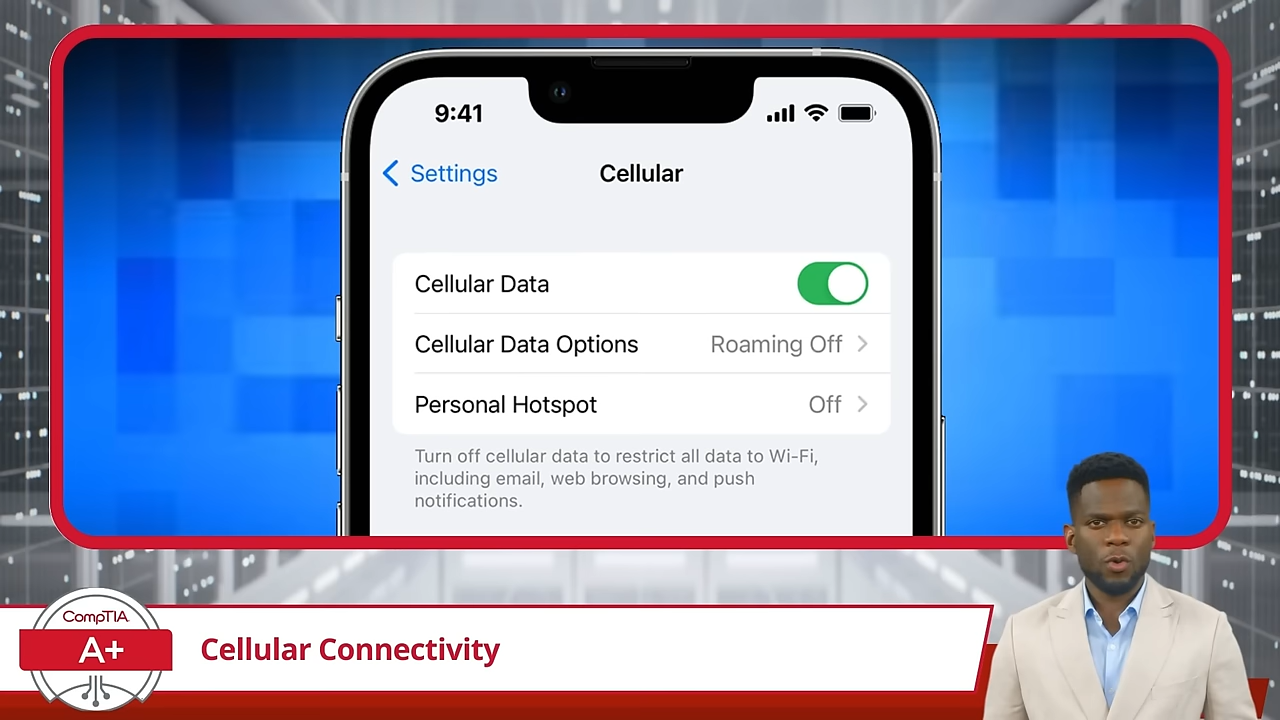 9:41
Settings
Cellular
Cellular Data
Cellular Data Options
Roaming Off
Personal Hotspot
Off
Turn off cellular data to restrict all data to Wi-Fi,
including email, web browsing, and push
notifications.
CompTIA
A+
Cellular Connectivity